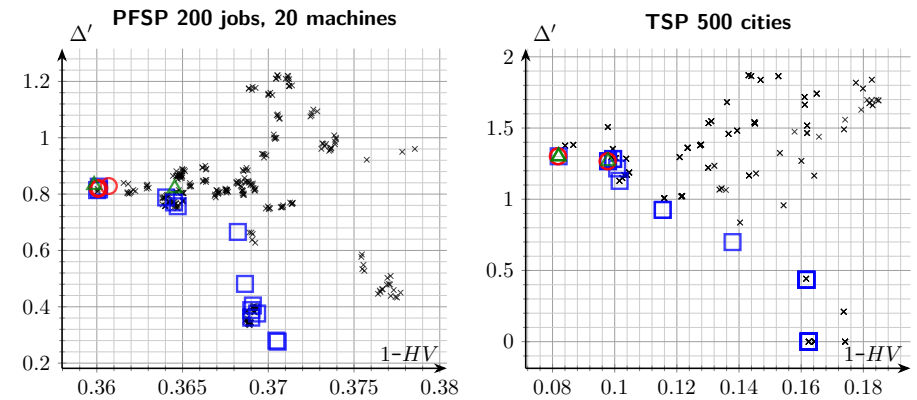 PFSP 200 jobs, 20 machines
Δ′
1.2
1
0.8
0.6
0.4
0.2
1-HV
0.36 0.365 0.37 0.375 0.38
TSP 500 cities
Δ′
2
1.5
1
0.5
0
1-HV
0.08 0.1 0.12 0.14 0.16 0.18